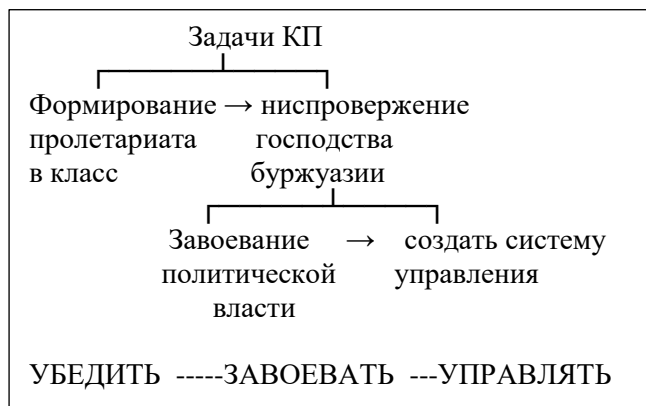 Задачи КП
Формирование → ниспровержение
пролетариата господства
в класс буржуазии
Завоевание → создать систему
политической управления
власти
УБЕДИТЬ -----ЗАВОЕВАТЬ ---УПРАВЛЯТЬ